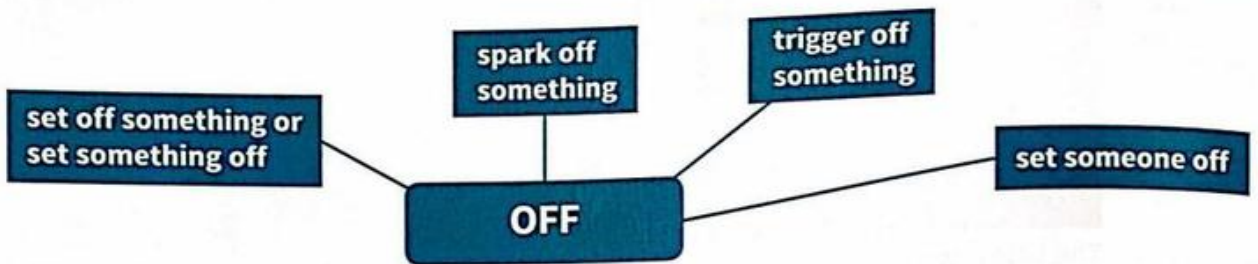 spark off
something
trigger off
something
set off something or
set something off
set someone off
OFF